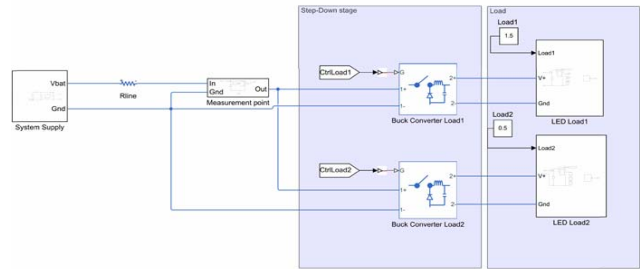 Step-Down stage
Load
Load1
1.5
CtrlLoad1
G
Load1
Vbat
Rline
In
Gnd
Out
1+
2+
V+
Measurement point
Gnd
1-
2-
Gnd
System Supply
Buck Converter Load1
LED Load1
Load2
0.5
CtrlLoad2
G
Load2
1+
2+
V+
1-
2-
Gnd
Buck Converter Load2
LED Load2